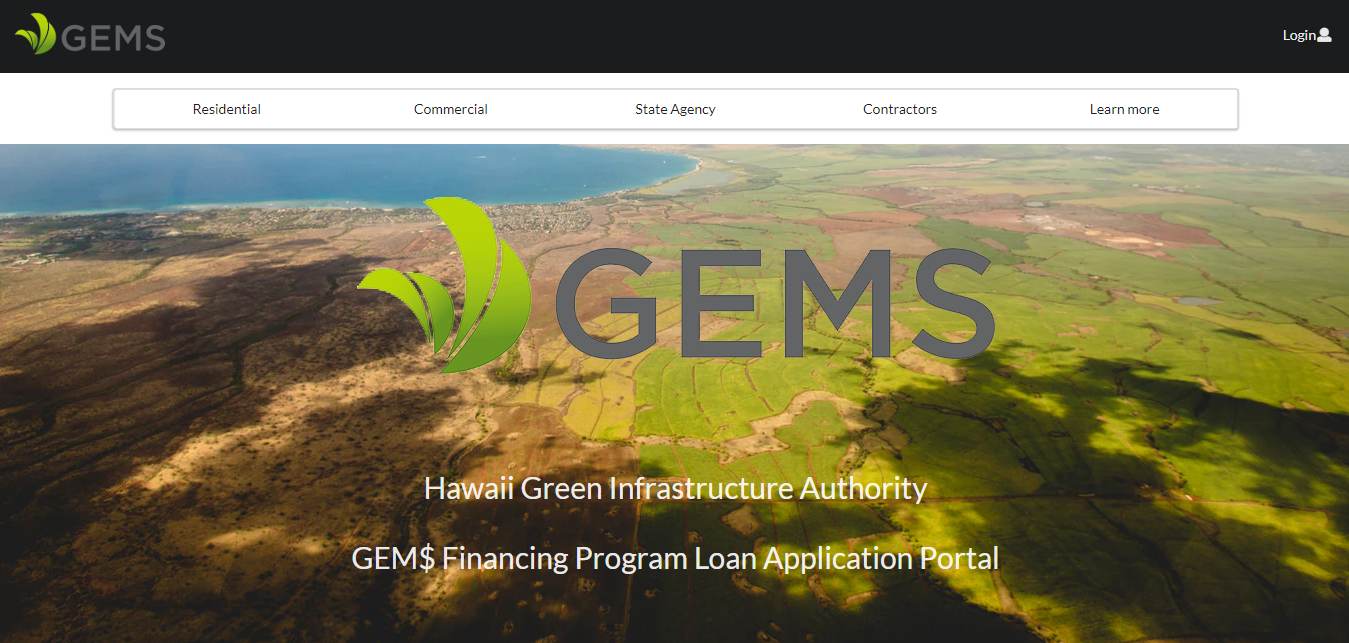 GEMS
Login
Residential
Commercial
State Agency
Contractors
Learn more
GEMS
Hawaii Green Infrastructure Authority
GEM$ Financing Program Loan Application Portal